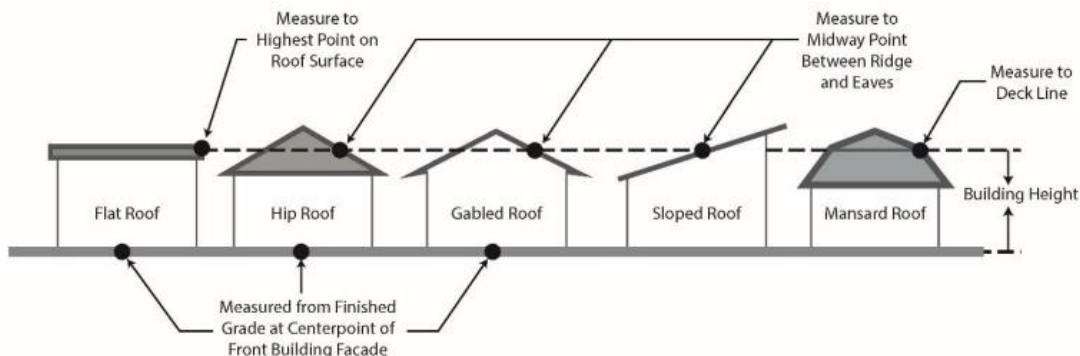 Measure to
Highest Point on
Roof Surface
Measure to
Midway Point
Between Ridge
and Eaves
Measure to
Deck Line
Flat Roof
Hip Roof
Gabled Roof
Sloped Roof
Mansard Roof
Building Height
Measured from Finished
Grade at Centerpoint of
Front Building Facade